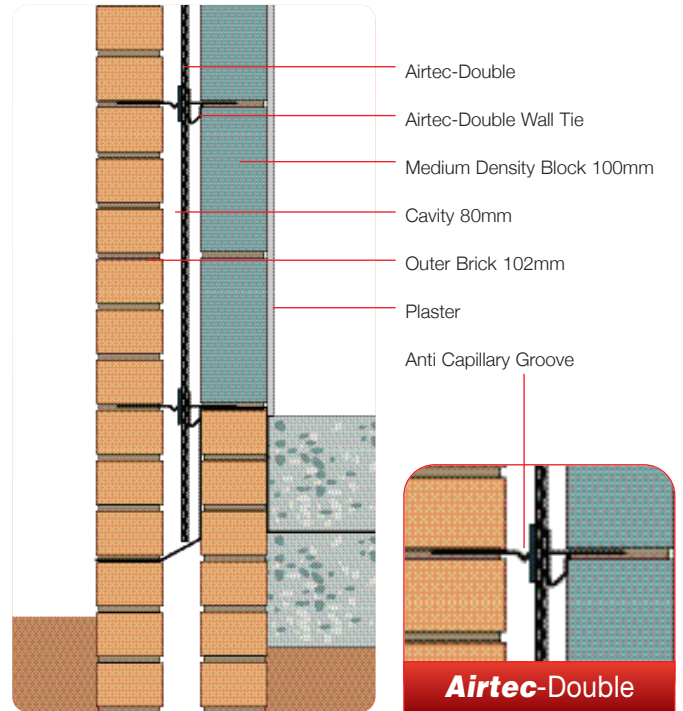 Airtec-Double
Airtec-Double Wall Tie
Medium Density Block 100mm
Cavity 80mm
Outer Brick 102mm
Plaster
Anti Capillary Groove
Airtec-Double